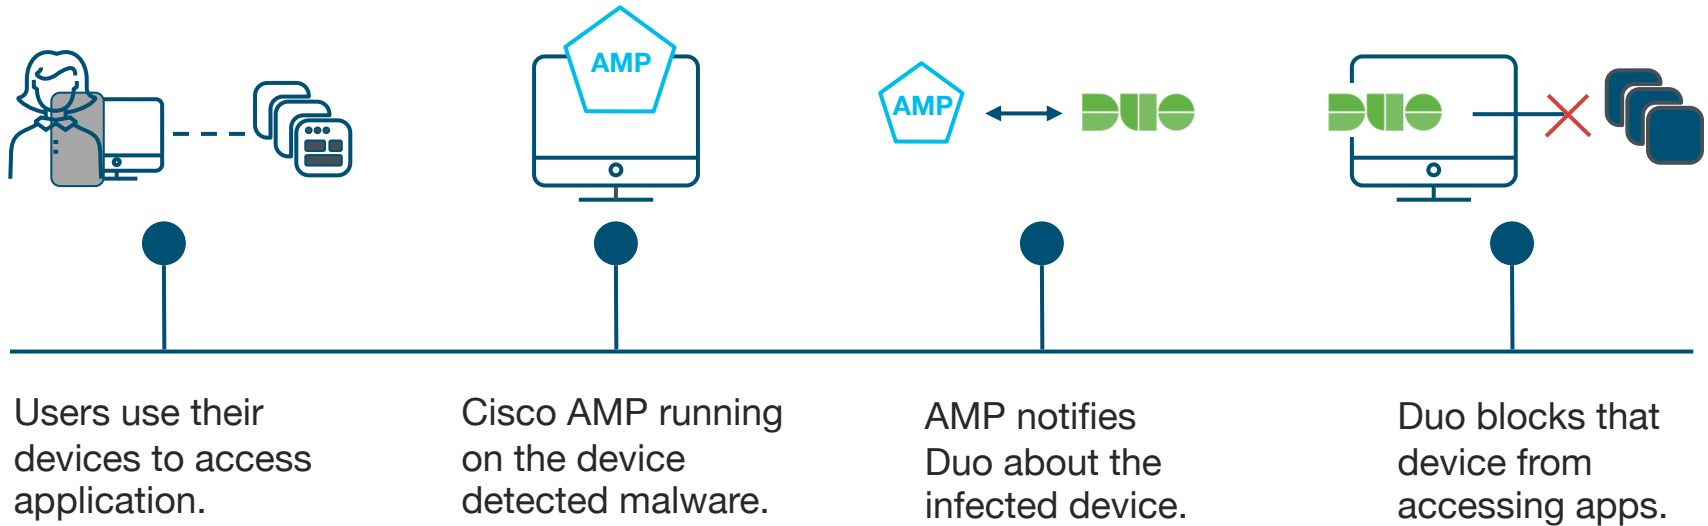 AMP
AMP
DUO
DUO
Users use their
devices to access
application.
Cisco AMP running
on the device
detected malware.
AMP notifies
Duo about the
infected device.
Duo blocks that
device from
accessing apps.